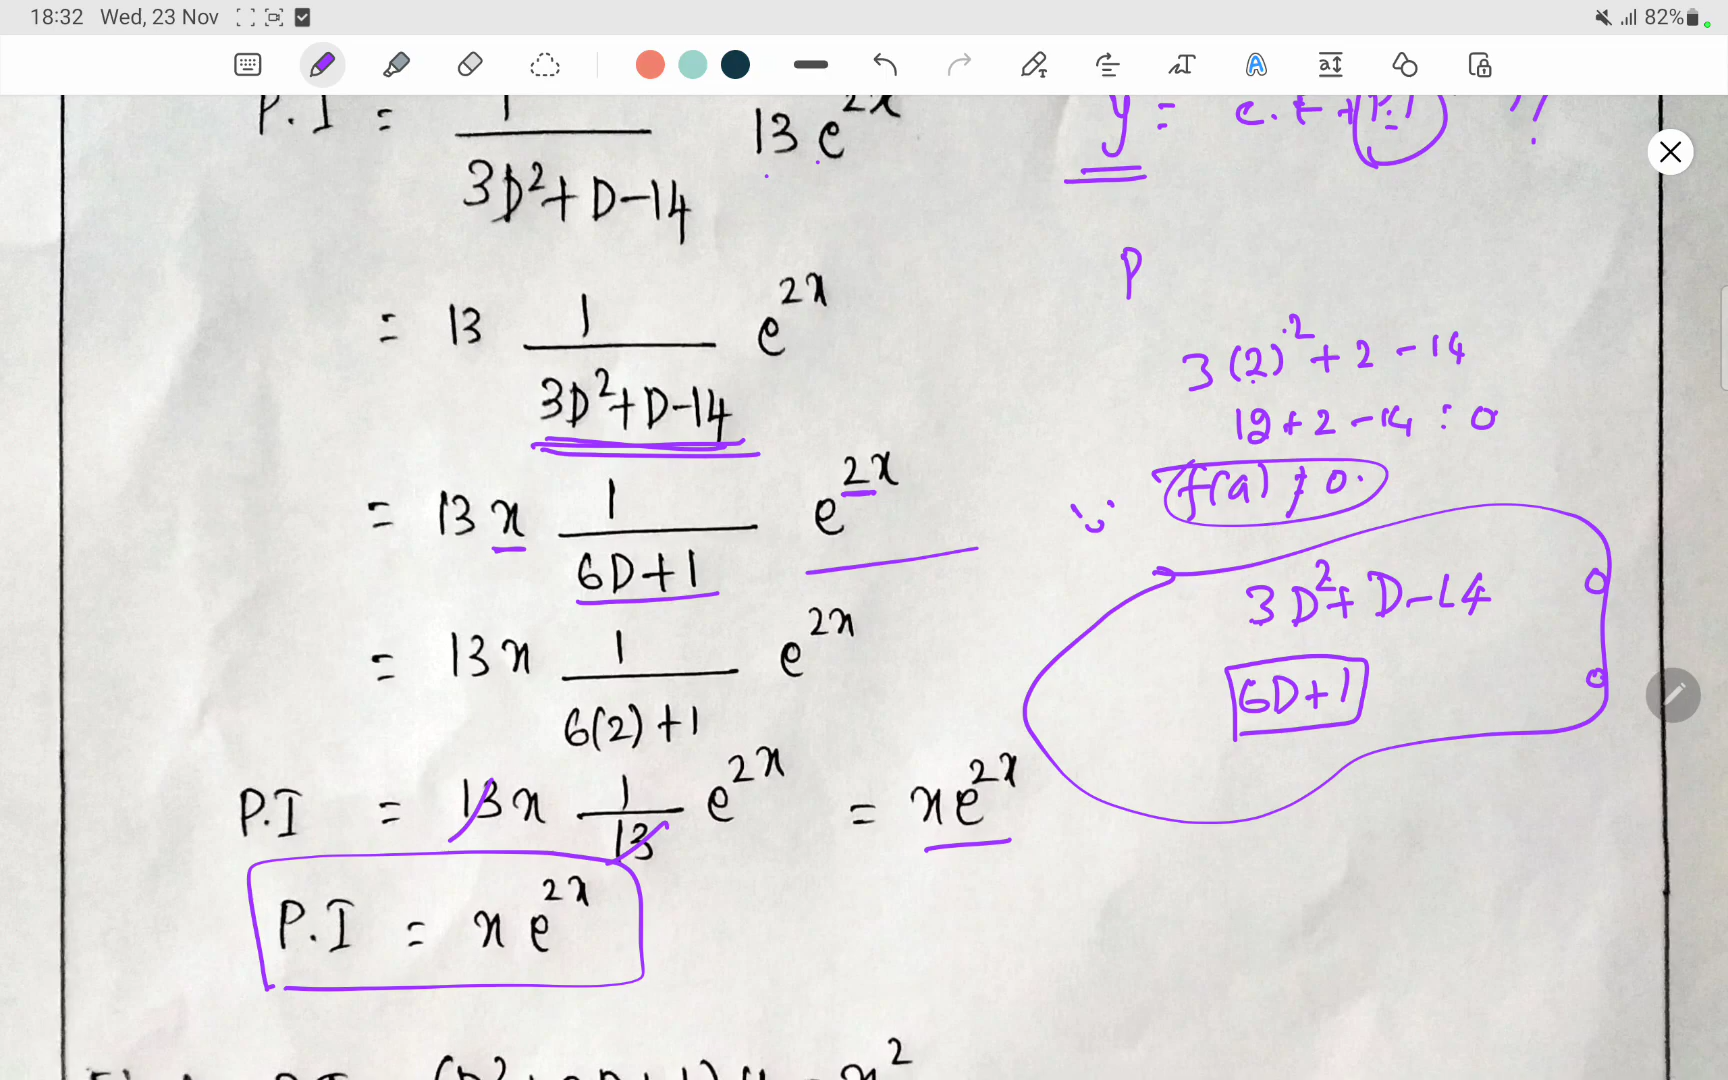 18:32 Wed, 23 Nov 82%
P.I = 1 / 3D²+D-14 13e^2x
y = C.F + P.I
= 13 1 / 3D²+D-14 e^2x
P
3(2)²+2-14
12+2-14 : 0
= 13x 1 / 6D+1 e^2x
f(a) ≠ 0.
3D²+D-14
6D+1
= 13x 1 / 6(2)+1 e^2x
P.I = 13x 1 / 13 e^2x = xe^2x
P.I = x e^2x